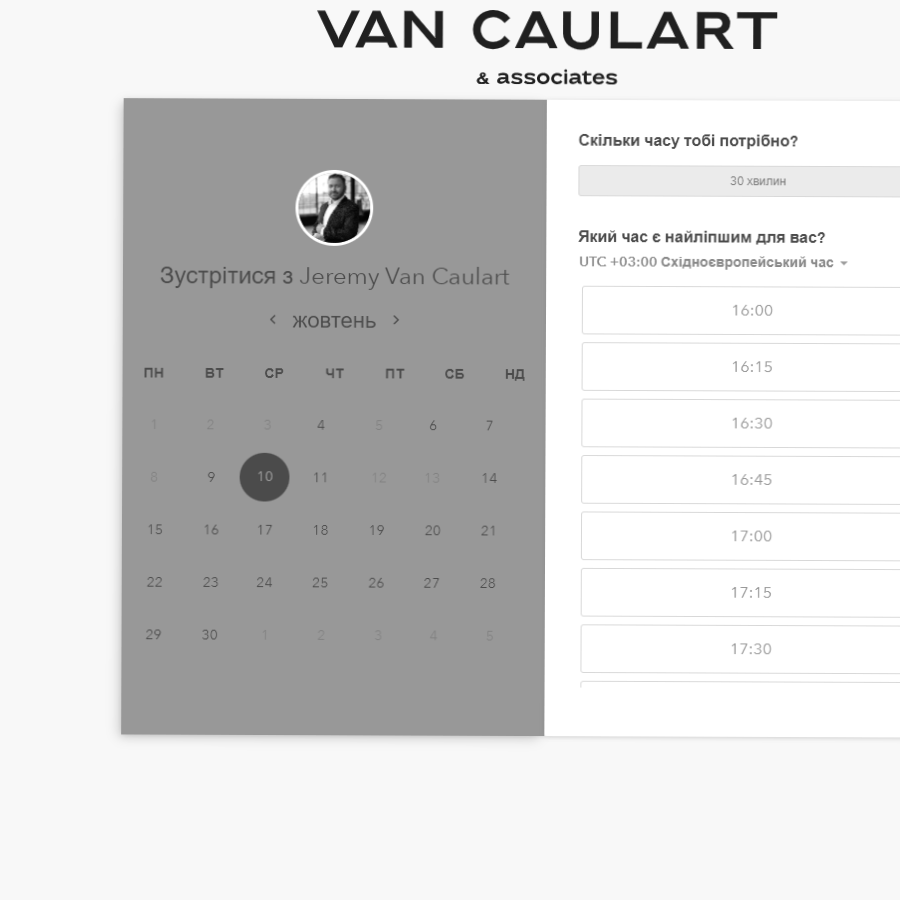 VAN CAULART
& associates
Зустрітися з Jeremy Van Caulart
жовтень
ПН ВТ СР ЧТ ПТ СБ НД
1 2 3 4 5 6 7
8 9 10 11 12 13 14
15 16 17 18 19 20 21
22 23 24 25 26 27 28
29 30 1 2 3 4 5
Скільки часу тобі потрібно?
30 хвилин
Який час є найліпшим для вас?
UTC +03:00 Східноєвропейський час
16:00
16:15
16:30
16:45
17:00
17:15
17:30